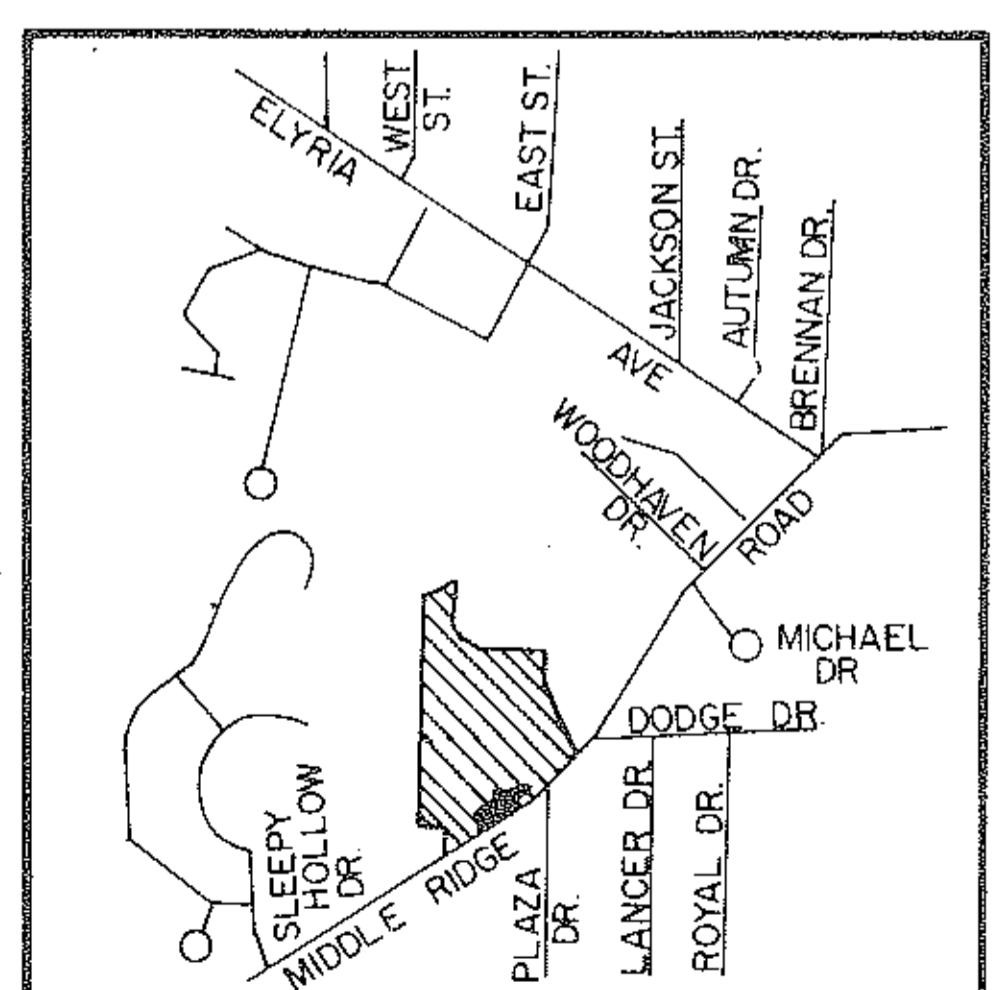 WEST
ST.
EAST ST.
ELYRIA
AVE
JACKSON ST.
AUTUMN DR.
BRENNAN DR.
WOODHAVEN
DR.
MIDDLE RIDGE
ROAD
MICHAEL
DR
DODGE DR.
SLEEPY
HOLLOW
DR.
PLAZA
DR.
LANCER DR.
ROYAL DR.